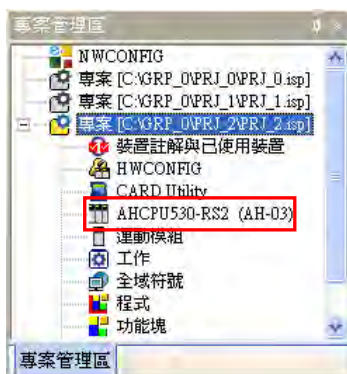 專案管理區
NWCONFIG
專案 [C:\GRP_0\PRJ_0\PRJ_0.isp]
專案 [C:\GRP_0\PRJ_1\PRJ_1.isp]
專案 [C:\GRP_0\PRJ_2\PRJ_2.isp]
裝置註解與已使用裝置
HWCONFIG
CARD Utility
AHCPU530-RS2 (AH-03)
運動模組
工作
全域符號
程式
功能塊
專案管理區